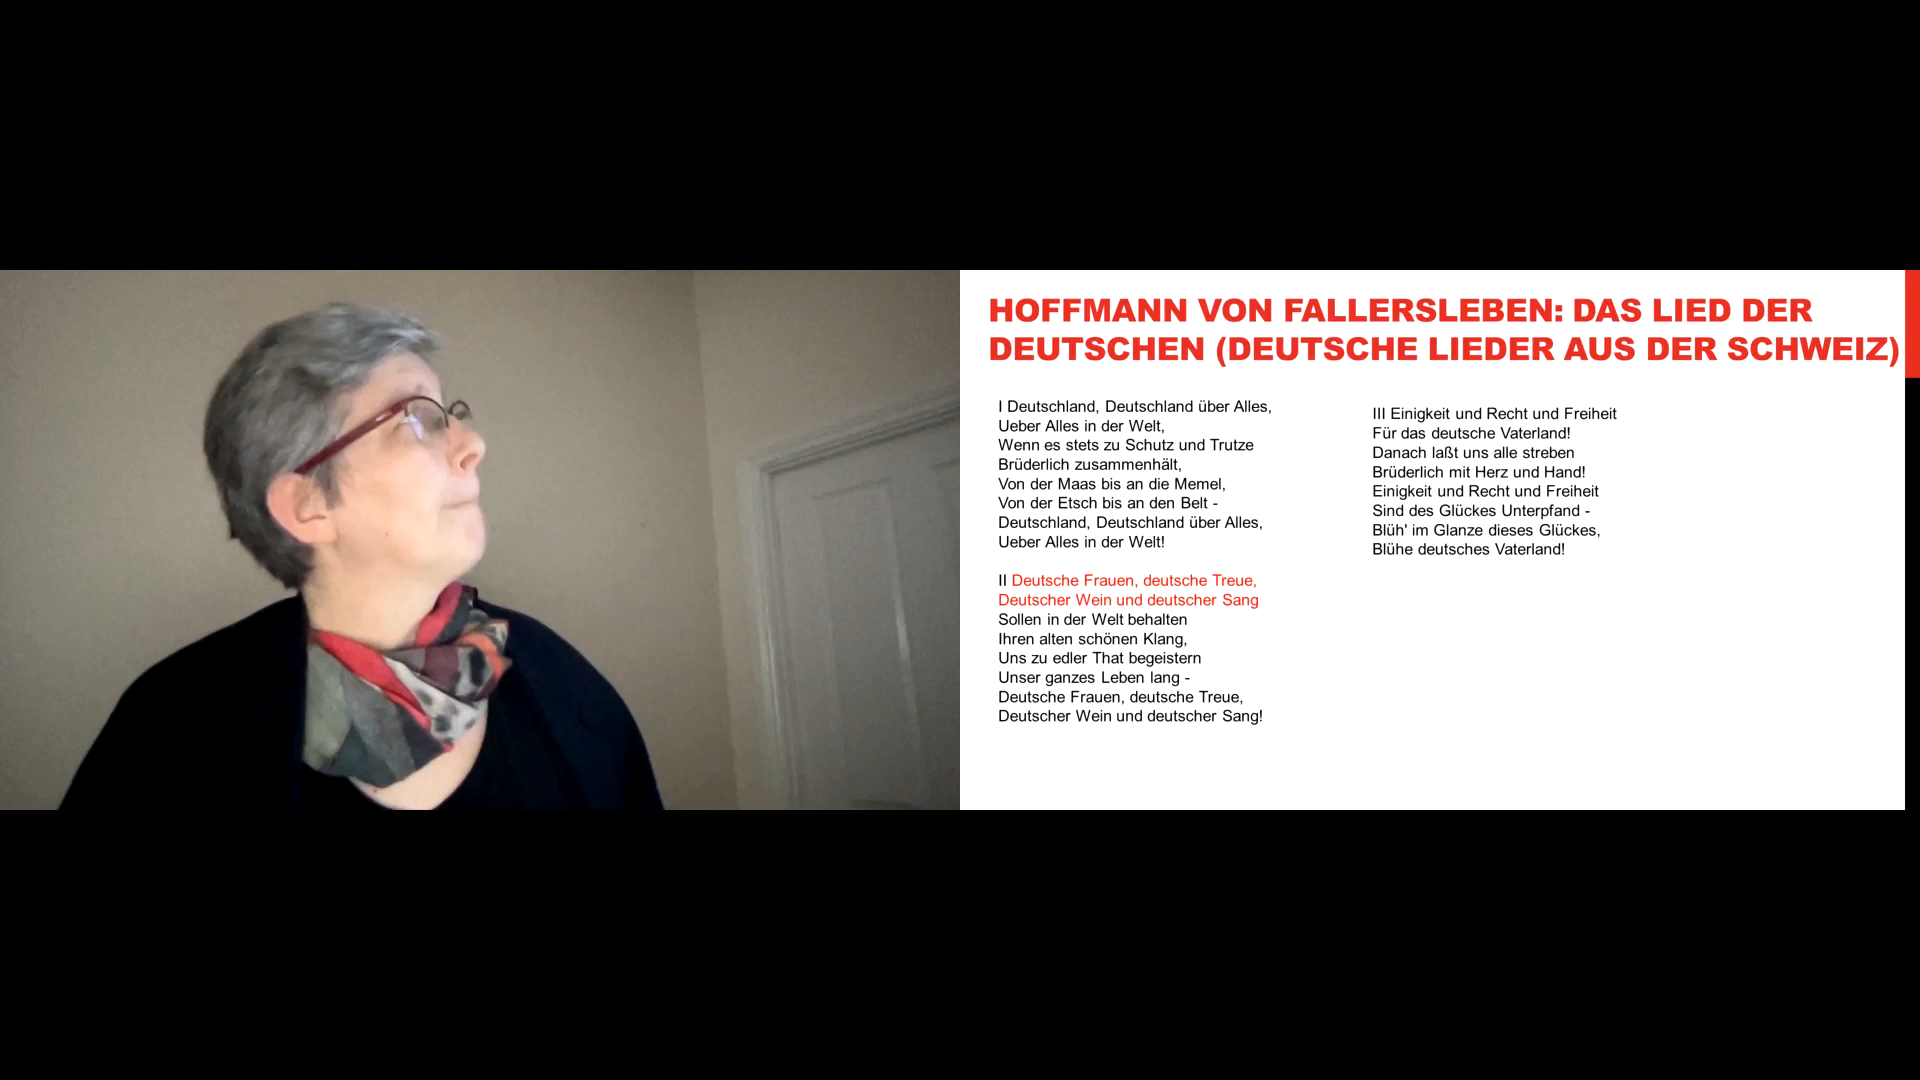 HOFFMANN VON FALLERSLEBEN: DAS LIED DER
DEUTSCHEN (DEUTSCHE LIEDER AUS DER SCHWEIZ)
I Deutschland, Deutschland über Alles,
Ueber Alles in der Welt,
Wenn es stets zu Schutz und Trutze
Brüderlich zusammenhält,
Von der Maas bis an die Memel,
Von der Etsch bis an den Belt -
Deutschland, Deutschland über Alles,
Ueber Alles in der Welt!
II Deutsche Frauen, deutsche Treue,
Deutscher Wein und deutscher Sang
Sollen in der Welt behalten
Ihren alten schönen Klang,
Uns zu edler That begeistern
Unser ganzes Leben lang -
Deutsche Frauen, deutsche Treue,
Deutscher Wein und deutscher Sang!
III Einigkeit und Recht und Freiheit
Für das deutsche Vaterland!
Danach laßt uns alle streben
Brüderlich mit Herz und Hand!
Einigkeit und Recht und Freiheit
Sind des Glückes Unterpfand -
Blüh' im Glanze dieses Glückes,
Blühe deutsches Vaterland!